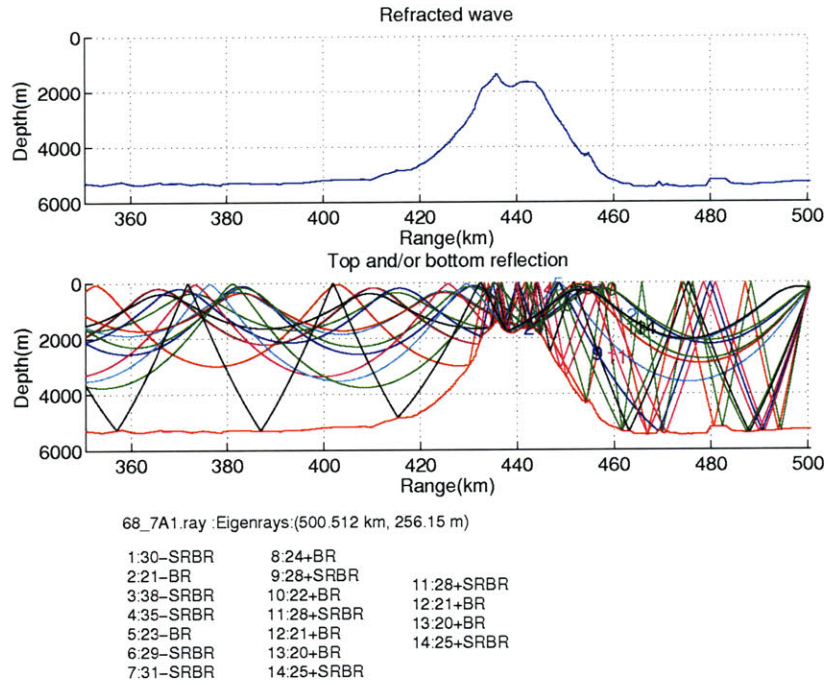 Refracted wave
Depth(m)
0
2000
4000
6000
360 380 400 420 440 460 480 500
Range(km)
Top and/or bottom reflection
Depth(m)
0
2000
4000
6000
360 380 400 420 440 460 480 500
Range(km)
68_7A1.ray :Eigenrays:(500.512 km, 256.15 m)
1:30-SRBR
2:21-BR
3:38-SRBR
4:35-SRBR
5:23-BR
6:29-SRBR
7:31-SRBR
8:24+BR
9:28+SRBR
10:22+BR
11:28+SRBR
12:21+BR
13:20+BR
14:25+SRBR
11:28+SRBR
12:21+BR
13:20+BR
14:25+SRBR